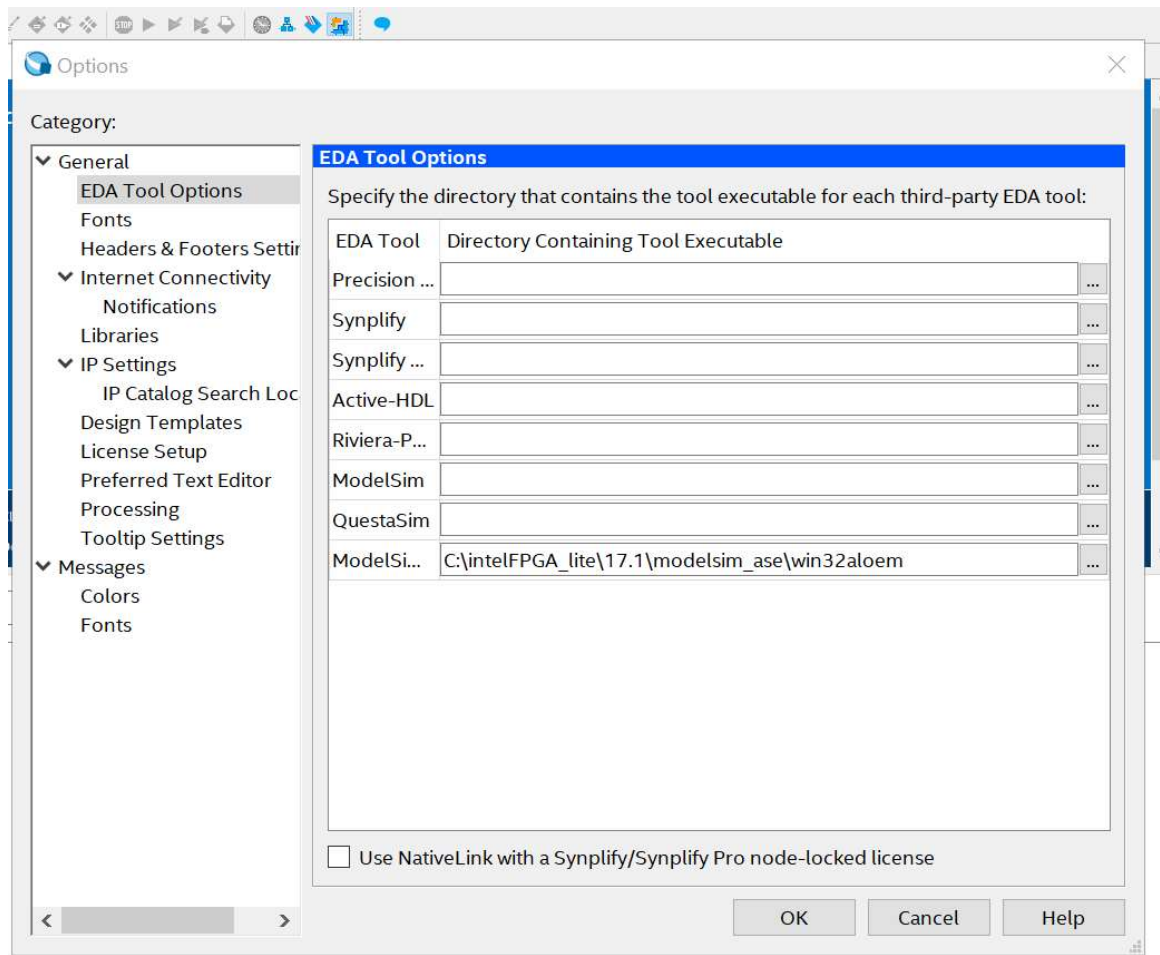 STOP
Options
Category:
General
EDA Tool Options
Fonts
Headers & Footers Settin
Internet Connectivity
Notifications
Libraries
IP Settings
IP Catalog Search Loc
Design Templates
License Setup
Preferred Text Editor
Processing
Tooltip Settings
Messages
Colors
Fonts
EDA Tool Options
Specify the directory that contains the tool executable for each third-party EDA tool:
EDA Tool Directory Containing Tool Executable
Precision ... ...
Synplify ...
Synplify ... ...
Active-HDL ...
Riviera-P... ...
ModelSim ...
QuestaSim ...
ModelSi... C:\intelFPGA_lite\17.1\modelsim_ase\win32aloem ...
Use NativeLink with a Synplify/Synplify Pro node-locked license
OK Cancel Help